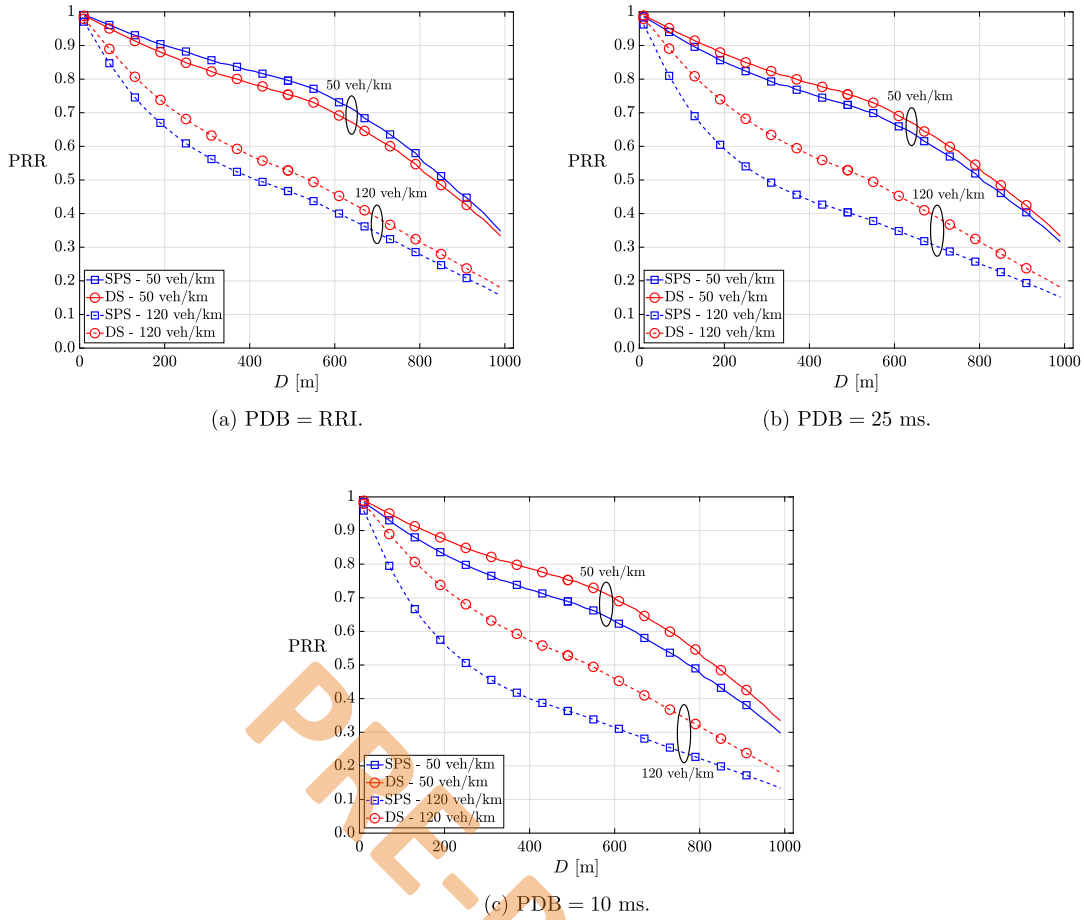 1
0.9
0.8
0.7
0.6
0.5
0.4
0.3
0.2
0.1
0.0
PRR
50 veh/km
120 veh/km
SPS - 50 veh/km
DS - 50 veh/km
SPS - 120 veh/km
DS - 120 veh/km
0 200 400 600 800 1000
D [m]
(a) PDB = RRI.
1
0.9
0.8
0.7
0.6
0.5
0.4
0.3
0.2
0.1
0.0
PRR
50 veh/km
120 veh/km
SPS - 50 veh/km
DS - 50 veh/km
SPS - 120 veh/km
DS - 120 veh/km
0 200 400 600 800 1000
D [m]
(b) PDB = 25 ms.
1
0.9
0.8
0.7
0.6
0.5
0.4
0.3
0.2
0.1
0.0
PRR
50 veh/km
120 veh/km
SPS - 50 veh/km
DS - 50 veh/km
SPS - 120 veh/km
DS - 120 veh/km
0 200 400 600 800 1000
D [m]
(c) PDB = 10 ms.
PRE-